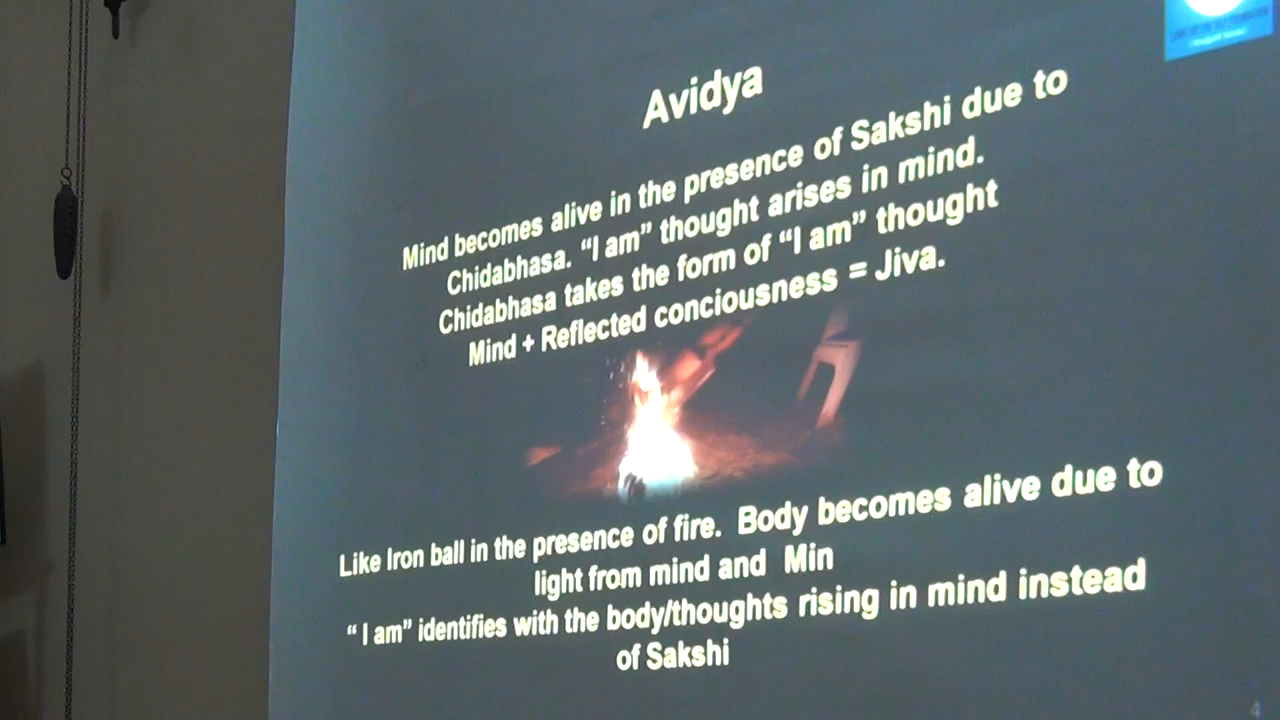 Avidya
Mind becomes alive in the presence of Sakshi due to
Chidabhasa. “I am” thought arises in mind.
Chidabhasa takes the form of “I am” thought
Mind + Reflected conciousness = Jiva.
Like Iron ball in the presence of fire. Body becomes alive due to
light from mind and Min
“ I am” identifies with the body/thoughts rising in mind instead
of Sakshi
4